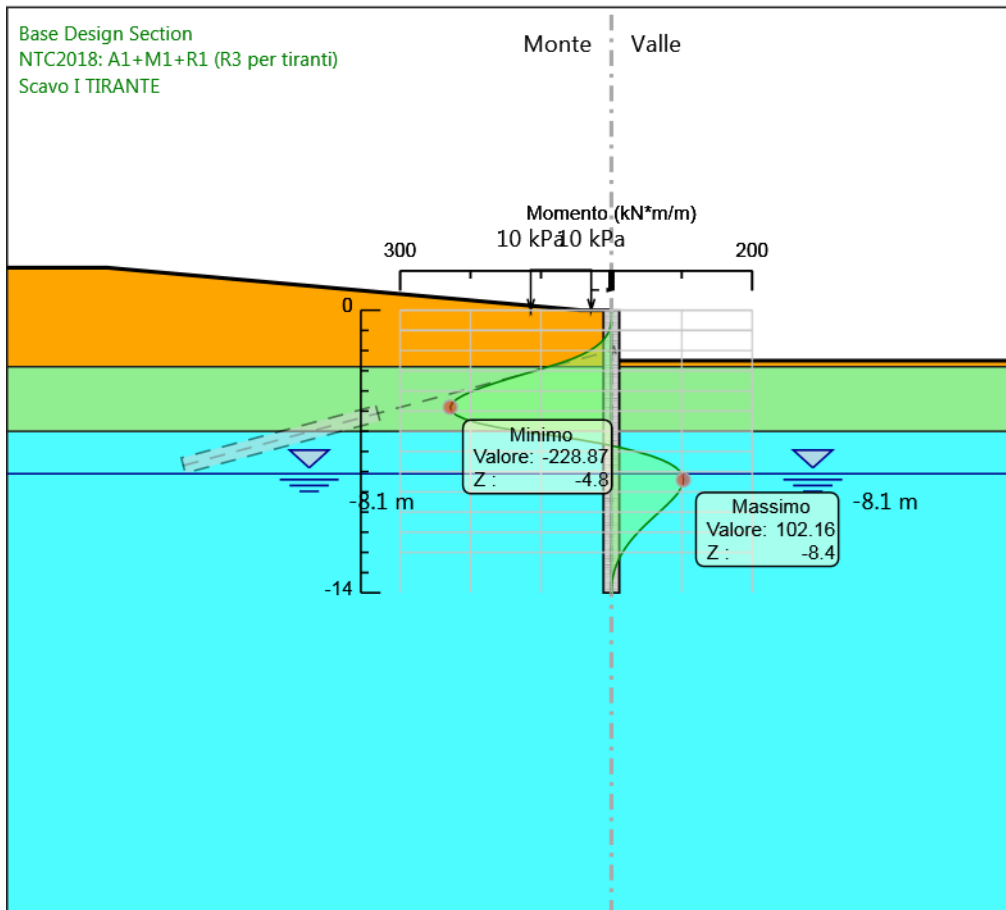 Base Design Section
NTC2018: A1+M1+R1 (R3 per tiranti)
Scavo I TIRANTE
Monte
Valle
Momento (kN*m/m)
10 kPa
10 kPa
300
200
0
Minimo
Valore: -228.87
Z : -4.8
-8.1 m
-8.1 m
Massimo
Valore: 102.16
Z : -8.4
-14